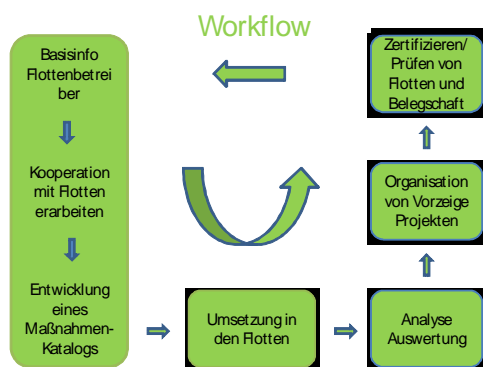 Workflow
Basisinfo
Flottenbetrei
ber
Kooperation
mit Flotten
erarbeiten
Entwicklung
eines
Maßnahmen-
Katalogs
Umsetzung in
den Flotten
Analyse
Auswertung
Organisation
von Vorzeige
Projekten
Zertifizieren/
Prüfen von
Flotten und
Belegschaft